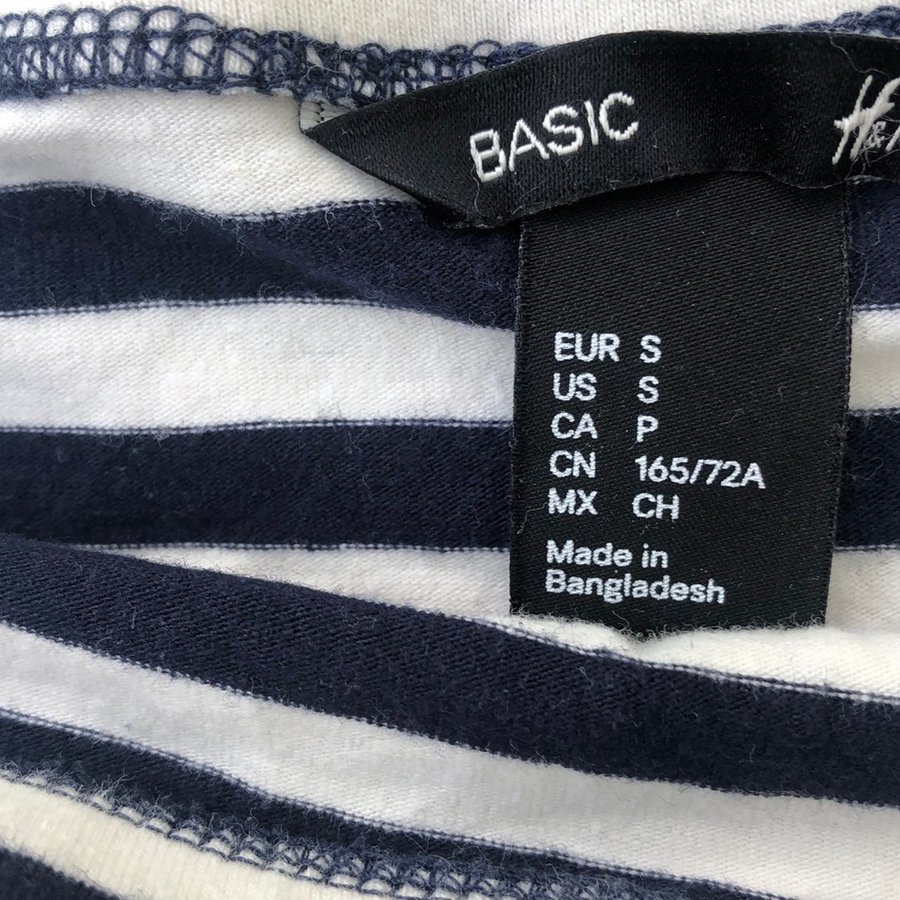 BASIC
H&
EUR S
US S
CA P
CN 165/72A
MX CH
Made in
Bangladesh